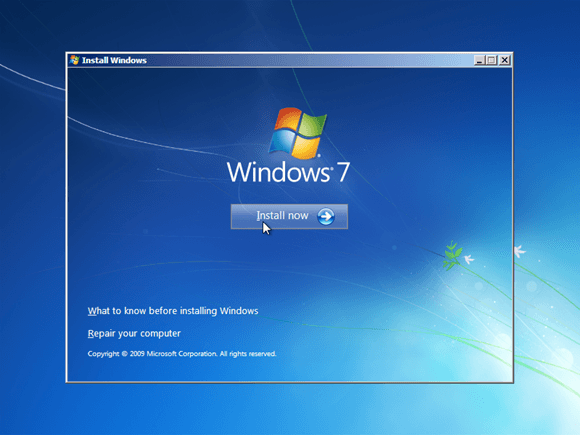 Install Windows
Windows® 7
Install now
What to know before installing Windows
Repair your computer
Copyright © 2009 Microsoft Corporation. All rights reserved.